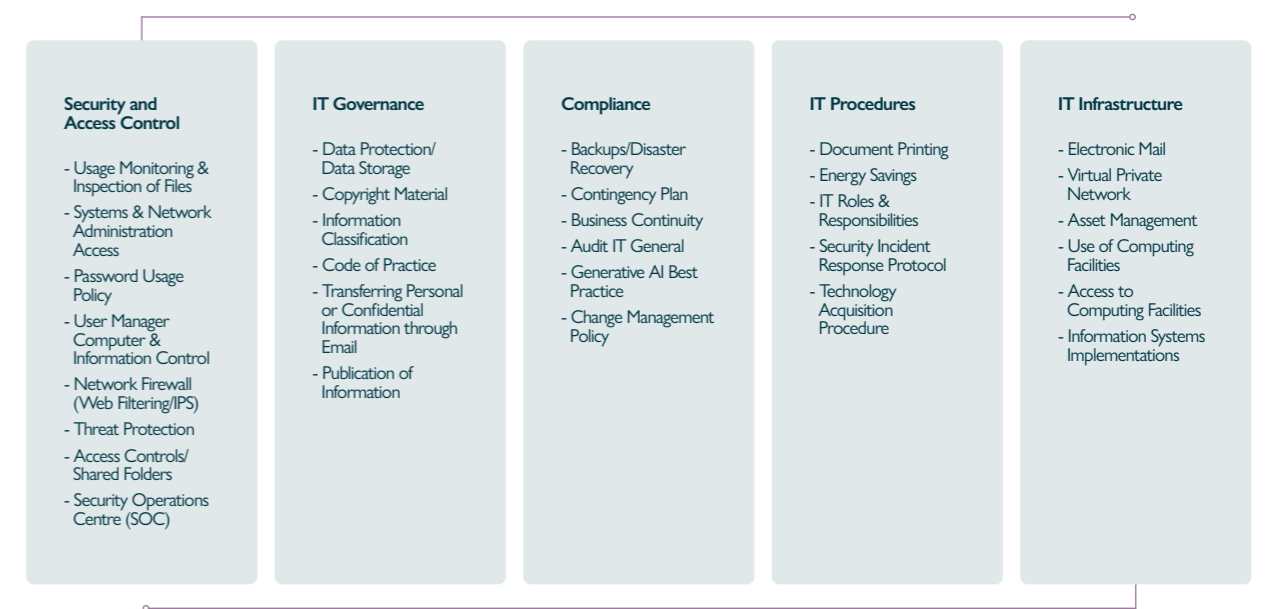 Security and
Access Control
- Usage Monitoring &
Inspection of Files
- Systems & Network
Administration
Access
- Password Usage
Policy
- User Manager
Computer &
Information Control
- Network Firewall
(Web Filtering/IPS)
- Threat Protection
- Access Controls/
Shared Folders
- Security Operations
Centre (SOC)
IT Governance
- Data Protection/
Data Storage
- Copyright Material
- Information
Classification
- Code of Practice
- Transferring Personal
or Confidential
Information through
Email
- Publication of
Information
Compliance
- Backups/Disaster
Recovery
- Contingency Plan
- Business Continuity
- Audit IT General
- Generative AI Best
Practice
- Change Management
Policy
IT Procedures
- Document Printing
- Energy Savings
- IT Roles &
Responsibilities
- Security Incident
Response Protocol
- Technology
Acquisition
Procedure
IT Infrastructure
- Electronic Mail
- Virtual Private
Network
- Asset Management
- Use of Computing
Facilities
- Access to
Computing Facilities
- Information Systems
Implementations